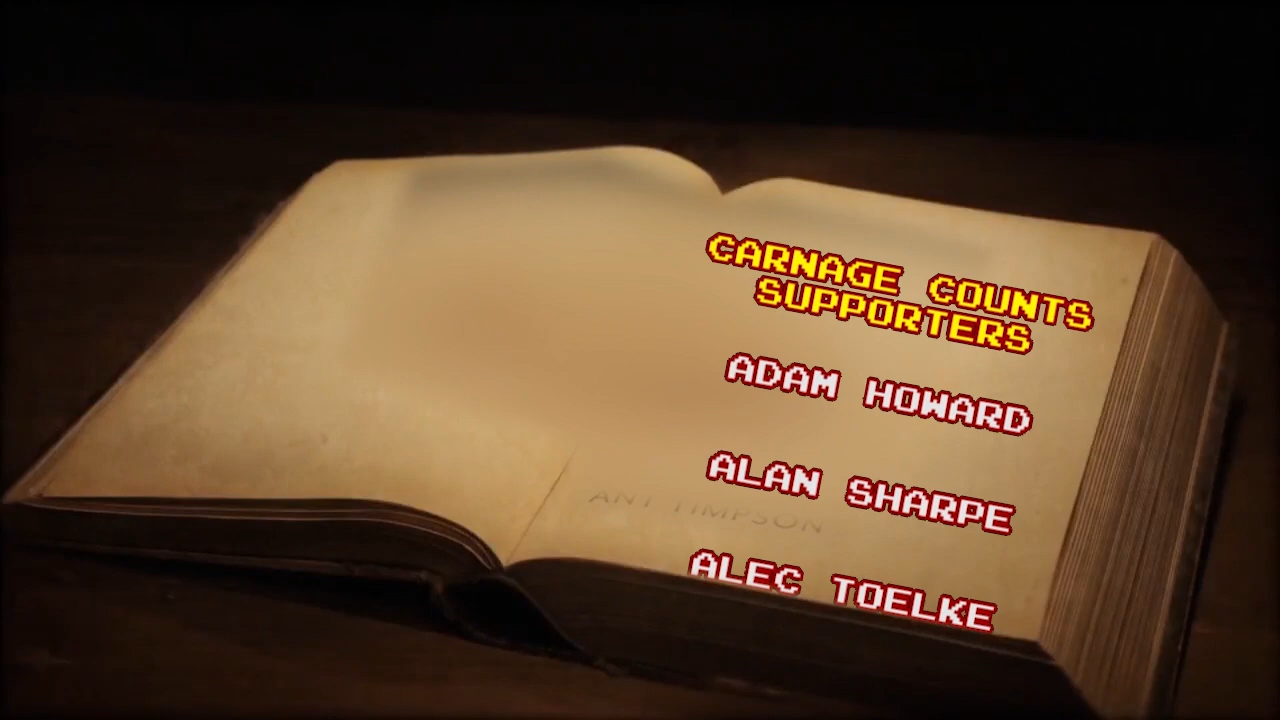 CARNAGE COUNTS
SUPPORTERS
ADAM HOWARD
ALAN SHARPE
ANT TIMPSON
ALEC TOELKE